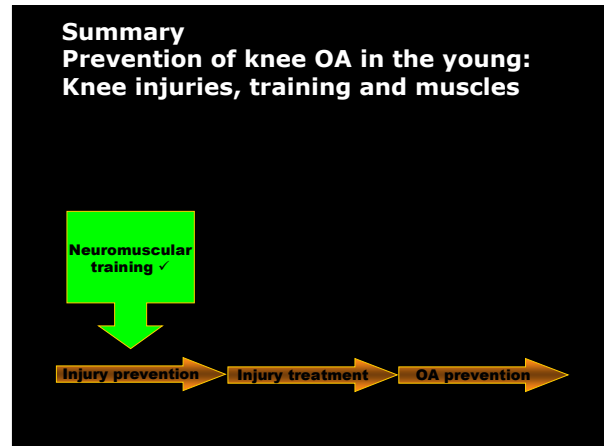 Summary
Prevention of knee OA in the young:
Knee injuries, training and muscles
Neuromuscular
training ✓
Injury prevention
Injury treatment
OA prevention